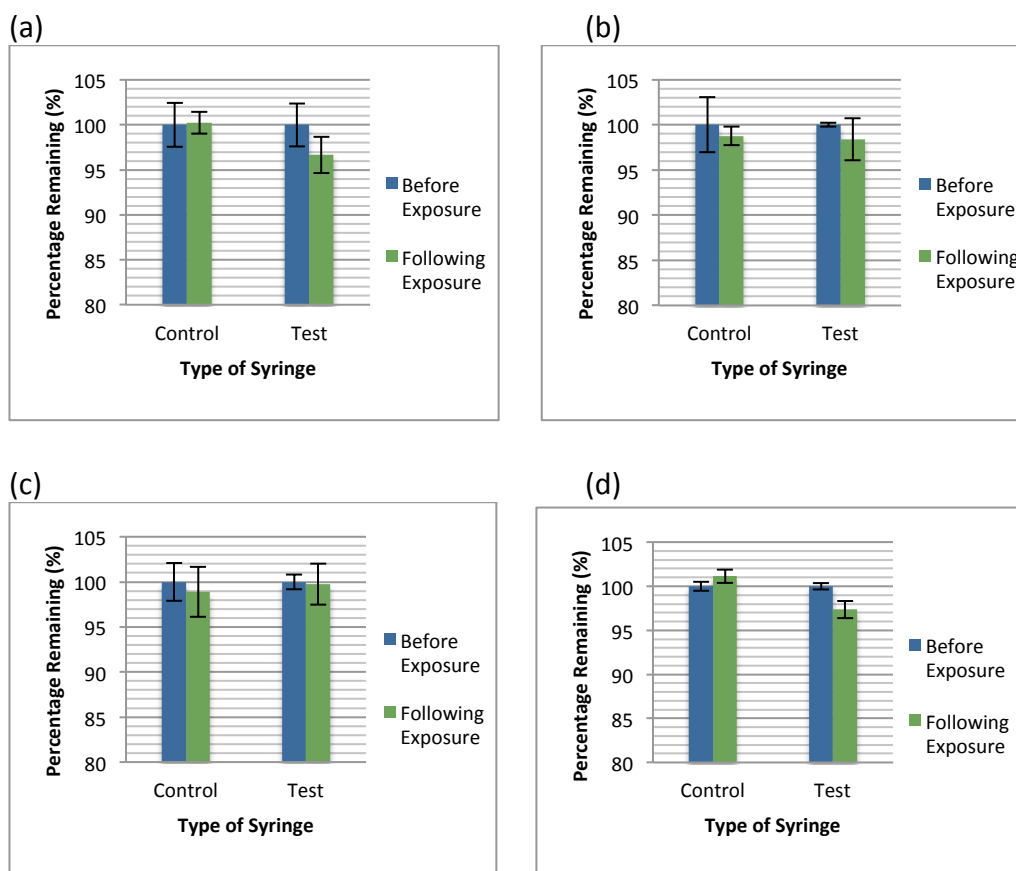 (a)
Percentage Remaining (%)
105
100
95
90
85
80
Control
Test
Type of Syringe
Before
Exposure
Following
Exposure
(b)
Percentage Remaining (%)
105
100
95
90
85
80
Control
Test
Type of Syringe
Before
Exposure
Following
Exposure
(c)
Percentage Remaining (%)
105
100
95
90
85
80
Control
Test
Type of Syringe
Before
Exposure
Following
Exposure
(d)
Percentage Remaining (%)
105
100
95
90
85
80
Control
Test
Type of Syringe
Before
Exposure
Following
Exposure